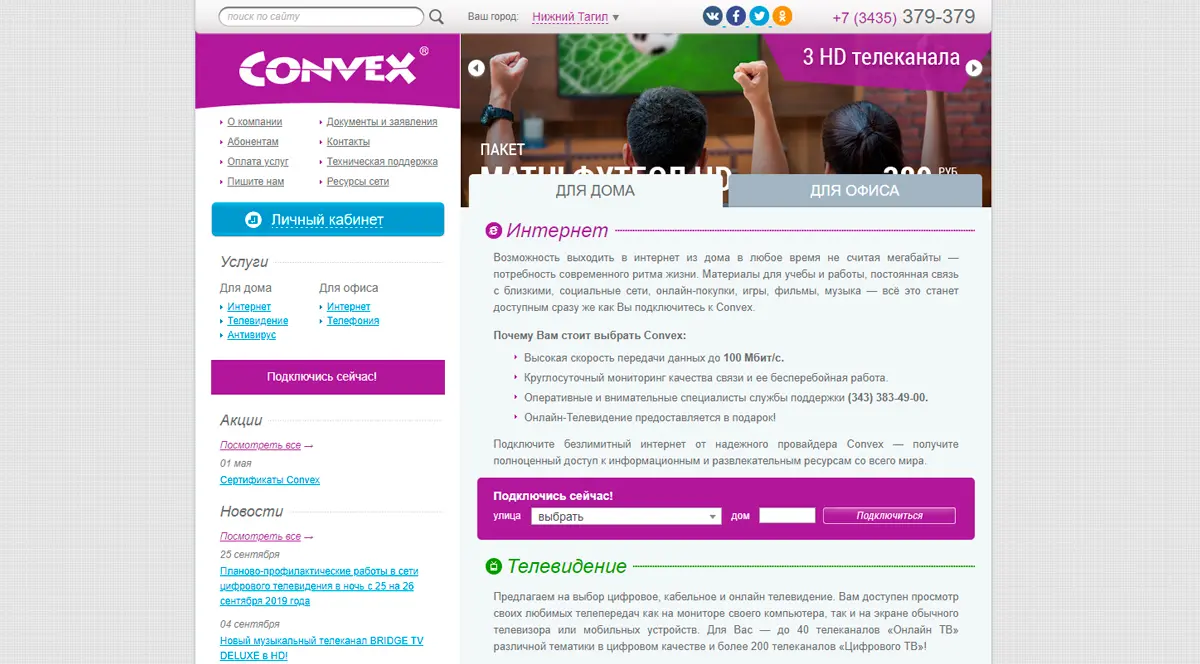 поиск по сайту
Ваш город: Нижний Тагил
+7 (3435) 379-379
CONVEX®
О компании
Абонентам
Оплата услуг
Пишите нам
Документы и заявления
Контакты
Техническая поддержка
Ресурсы сети
Личный кабинет
Услуги
Для дома
Интернет
Телевидение
Антивирус
Для офиса
Интернет
Телефония
Подключись сейчас!
Акции
Посмотреть все →
01 мая
Сертификаты Convex
Новости
Посмотреть все →
25 сентября
Планово-профилактические работы в сети
цифрового телевидения в ночь с 25 на 26
сентября 2019 года
04 сентября
Новый музыкальный телеканал BRIDGE TV
DELUXE в HD!
3 HD телеканала
ПАКЕТ
РУБ
ДЛЯ ДОМА
ДЛЯ ОФИСА
Интернет
Возможность выходить в интернет из дома в любое время не считая мегабайты —
потребность современного ритма жизни. Материалы для учебы и работы, постоянная связь
с близкими, социальные сети, онлайн-покупки, игры, фильмы, музыка — всё это станет
доступным сразу же как Вы подключитесь к Convex.
Почему Вам стоит выбрать Convex:
Высокая скорость передачи данных до 100 Мбит/с.
Круглосуточный мониторинг качества связи и ее бесперебойная работа.
Оперативные и внимательные специалисты службы поддержки (343) 383-49-00.
Онлайн-Телевидение предоставляется в подарок!
Подключите безлимитный интернет от надежного провайдера Convex — получите
полноценный доступ к информационным и развлекательным ресурсам со всего мира.
Подключись сейчас!
улица выбрать дом Подключиться
Телевидение
Предлагаем на выбор цифровое, кабельное и онлайн телевидение. Вам доступен просмотр
своих любимых телепередач как на мониторе своего компьютера, так и на экране обычного
телевизора или мобильных устройств. Для Вас — до 40 телеканалов «Онлайн ТВ»
различной тематики в цифровом качестве и более 200 телеканалов «Цифрового ТВ»!